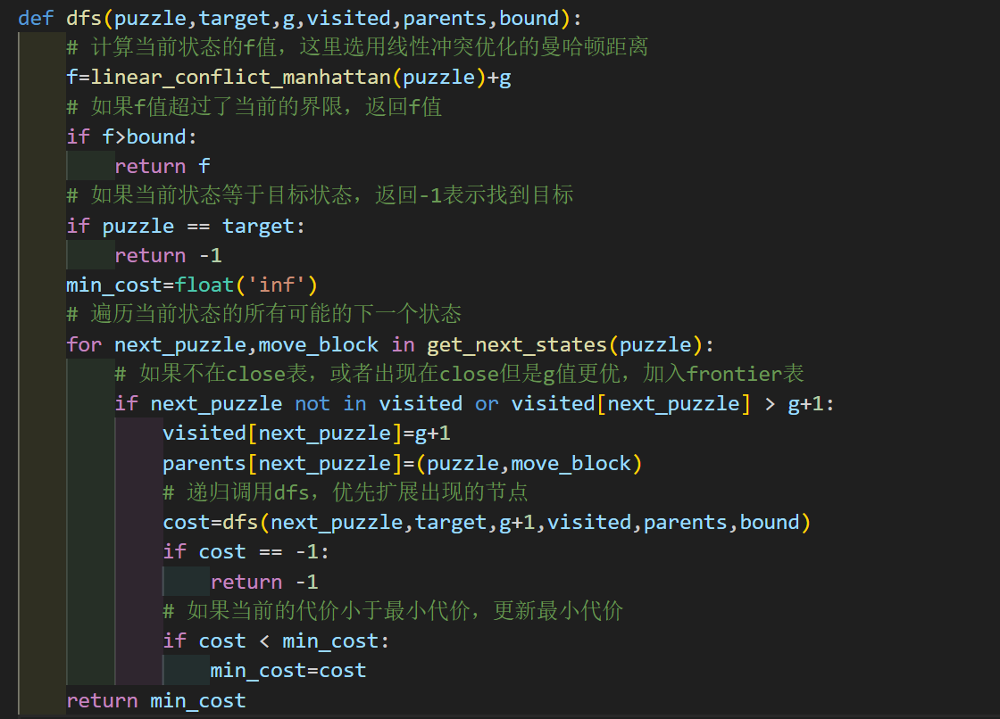 def dfs(puzzle,target,g,visited,parents,bound):
    # 计算当前状态的f值，这里选用线性冲突优化的曼哈顿距离
    f=linear_conflict_manhattan(puzzle)+g
    # 如果f值超过了当前的界限，返回f值
    if f>bound:
        return f
    # 如果当前状态等于目标状态，返回-1表示找到目标
    if puzzle == target:
        return -1
    min_cost=float('inf')
    # 遍历当前状态的所有可能的下一个状态
    for next_puzzle,move_block in get_next_states(puzzle):
        # 如果不在close表，或者出现在close但是g值更优，加入frontier表
        if next_puzzle not in visited or visited[next_puzzle] > g+1:
            visited[next_puzzle]=g+1
            parents[next_puzzle]=(puzzle,move_block)
            # 递归调用dfs，优先扩展出现的节点
            cost=dfs(next_puzzle,target,g+1,visited,parents,bound)
            if cost == -1:
                return -1
            # 如果当前的代价小于最小代价，更新最小代价
            if cost < min_cost:
                min_cost=cost
    return min_cost